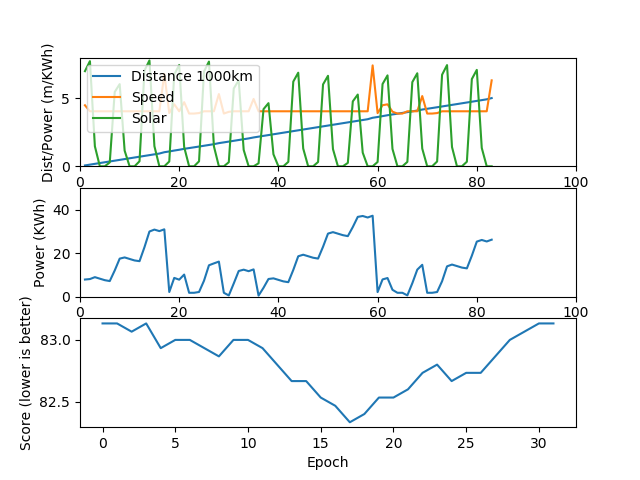 Dist/Power (m/KWh)
5
0
Distance 1000km
Speed
Solar
0 20 40 60 80 100
Power (KWh)
40
20
0
0 20 40 60 80 100
Score (lower is better)
83.0
82.5
0 5 10 15 20 25 30
Epoch